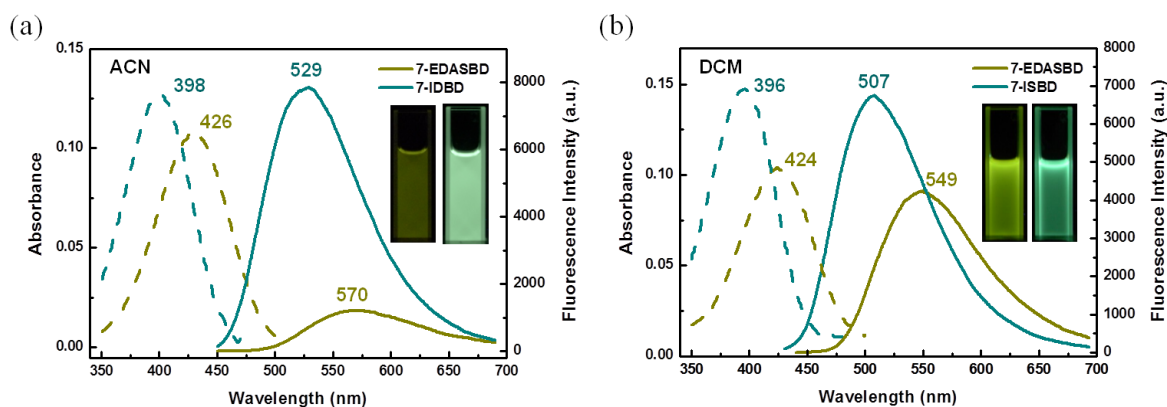 (a)
ACN
7-EDASBD
7-IDBD
398
426
529
570
0.15
0.10
0.05
0.00
Absorbance
8000
6000
4000
2000
0
Fluorescence Intensity (a.u.)
350 400 450 500 550 600 650 700
Wavelength (nm)
(b)
DCM
7-EDASBD
7-ISBD
396
424
507
549
0.15
0.10
0.05
0.00
Absorbance
8000
7000
6000
5000
4000
3000
2000
1000
0
Fluorescence Intensity (a.u.)
350 400 450 500 550 600 650 700
Wavelength (nm)